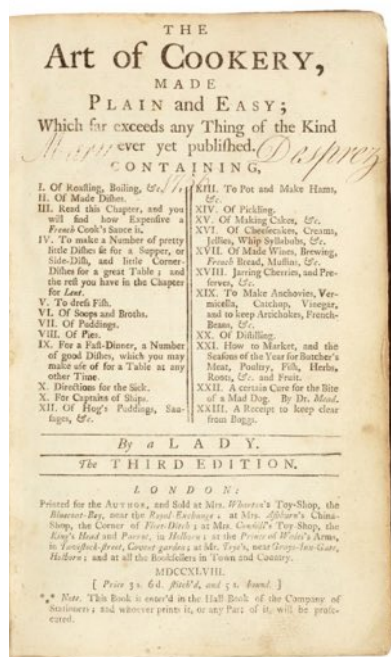 THE
Art of COOKERY,
MADE
PLAIN and EASY;
Which far exceeds any Thing of the Kind
ever yet publiſhed.
Desprez
CONTAINING,
I. Of Roaſting, Boiling, &c.
II. Of Made Diſhes.
III. Read this Chapter, and you
will find how Expenſive a
French Cook's Sauce is.
IV. To make a Number of pretty
little Diſhes fit for a Supper, or
Side-Diſh, and little Corner-
Diſhes for a great Table; and
the reſt you have in the Chapter
for Lent.
V. To dreſs Fiſh.
VI. Of Soops and Broths.
VII. Of Puddings.
VIII. Of Pies.
IX. For a Faſt-Dinner, a Number
of good Diſhes, which you may
make uſe of for a Table at any
other Time.
X. Directions for the Sick.
X. For Captains of Ships.
XII. Of Hog's Puddings, Sau-
ſages, &c.
XIII. To Pot and Make Hams,
&c.
XIV. Of Pickling.
XV. Of Making Cakes, &c.
XVI. Of Cheeſecakes, Creams,
Jellies, Whip Syllabubs, &c.
XVII. Of Made Wines, Brewing,
French Bread, Muffins, &c.
XVIII. Jarring Cherries, and Pre-
ſerves, &c.
XIX. To Make Anchovies, Ver-
micella, Catchup, Vinegar,
and to keep Artichokes, French-
Beans, &c.
XX. Of Diſtilling.
XXI. How to Market, and the
Seaſons of the Year for Butcher's
Meat, Poultry, Fiſh, Herbs,
Roots, &c. and Fruit.
XXII. A certain Cure for the Bite
of a Mad Dog. By Dr. Mead.
XXIII. A Receipt to keep clear
from Buggs.
By a LADY.
The THIRD EDITION.
LONDON:
Printed for the AUTHOR, and Sold at Mrs. Wharton's Toy-Shop, the
Bluecoat-Boy, near the Royal Exchange; at Mrs. Aſhburn's China-
Shop, the Corner of Fleet-Ditch; at Mrs. Toy-Shop, the
King's Head and Parrot, in Holborn; at the Prince of Wales's Arms,
in Taviſtock-ſtreet, Covent-garden; at Mr. near Grays-Inn-Gate,
Holborn; and at all the Bookſellers in Town and Country.
MDCCXLVIII.
[ Price 3 s. 6 d. ſtitch'd, and 5 s. bound. ]
*** Note. This Book is enter'd in the Hall Book of the Company of
Stationers; and whoever prints it, or any Part of it, will be proſe-
cuted.